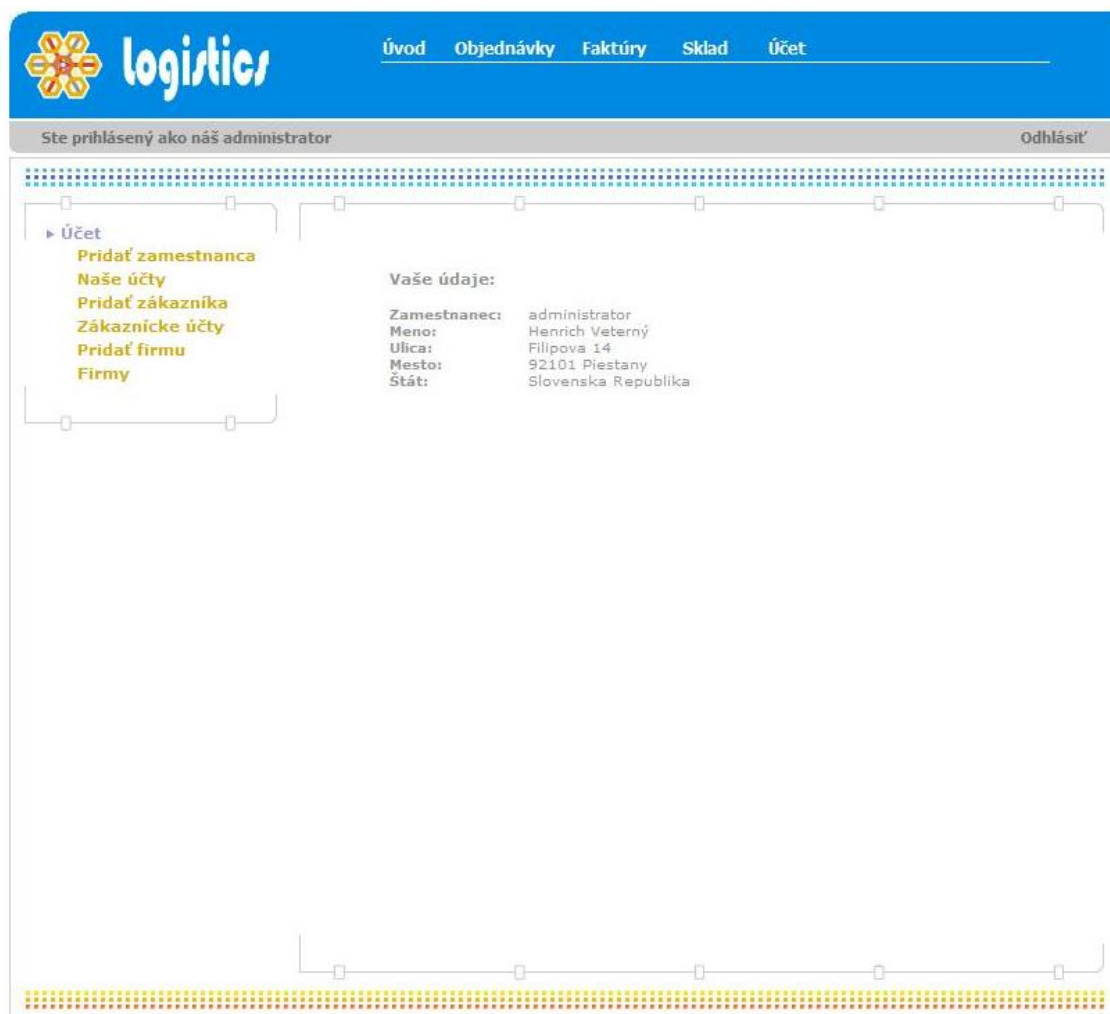 logistics
Úvod Objednávky Faktúry Sklad Účet
Ste prihlásený ako náš administrator Odhlásiť
Účet
Pridať zamestnanca
Naše účty
Pridať zákazníka
Zákaznícke účty
Pridať firmu
Firmy
Vaše údaje:
Zamestnanec: administrator
Meno: Henrich Veterný
Ulica: Filipova 14
Mesto: 92101 Piestany
Štát: Slovenska Republika